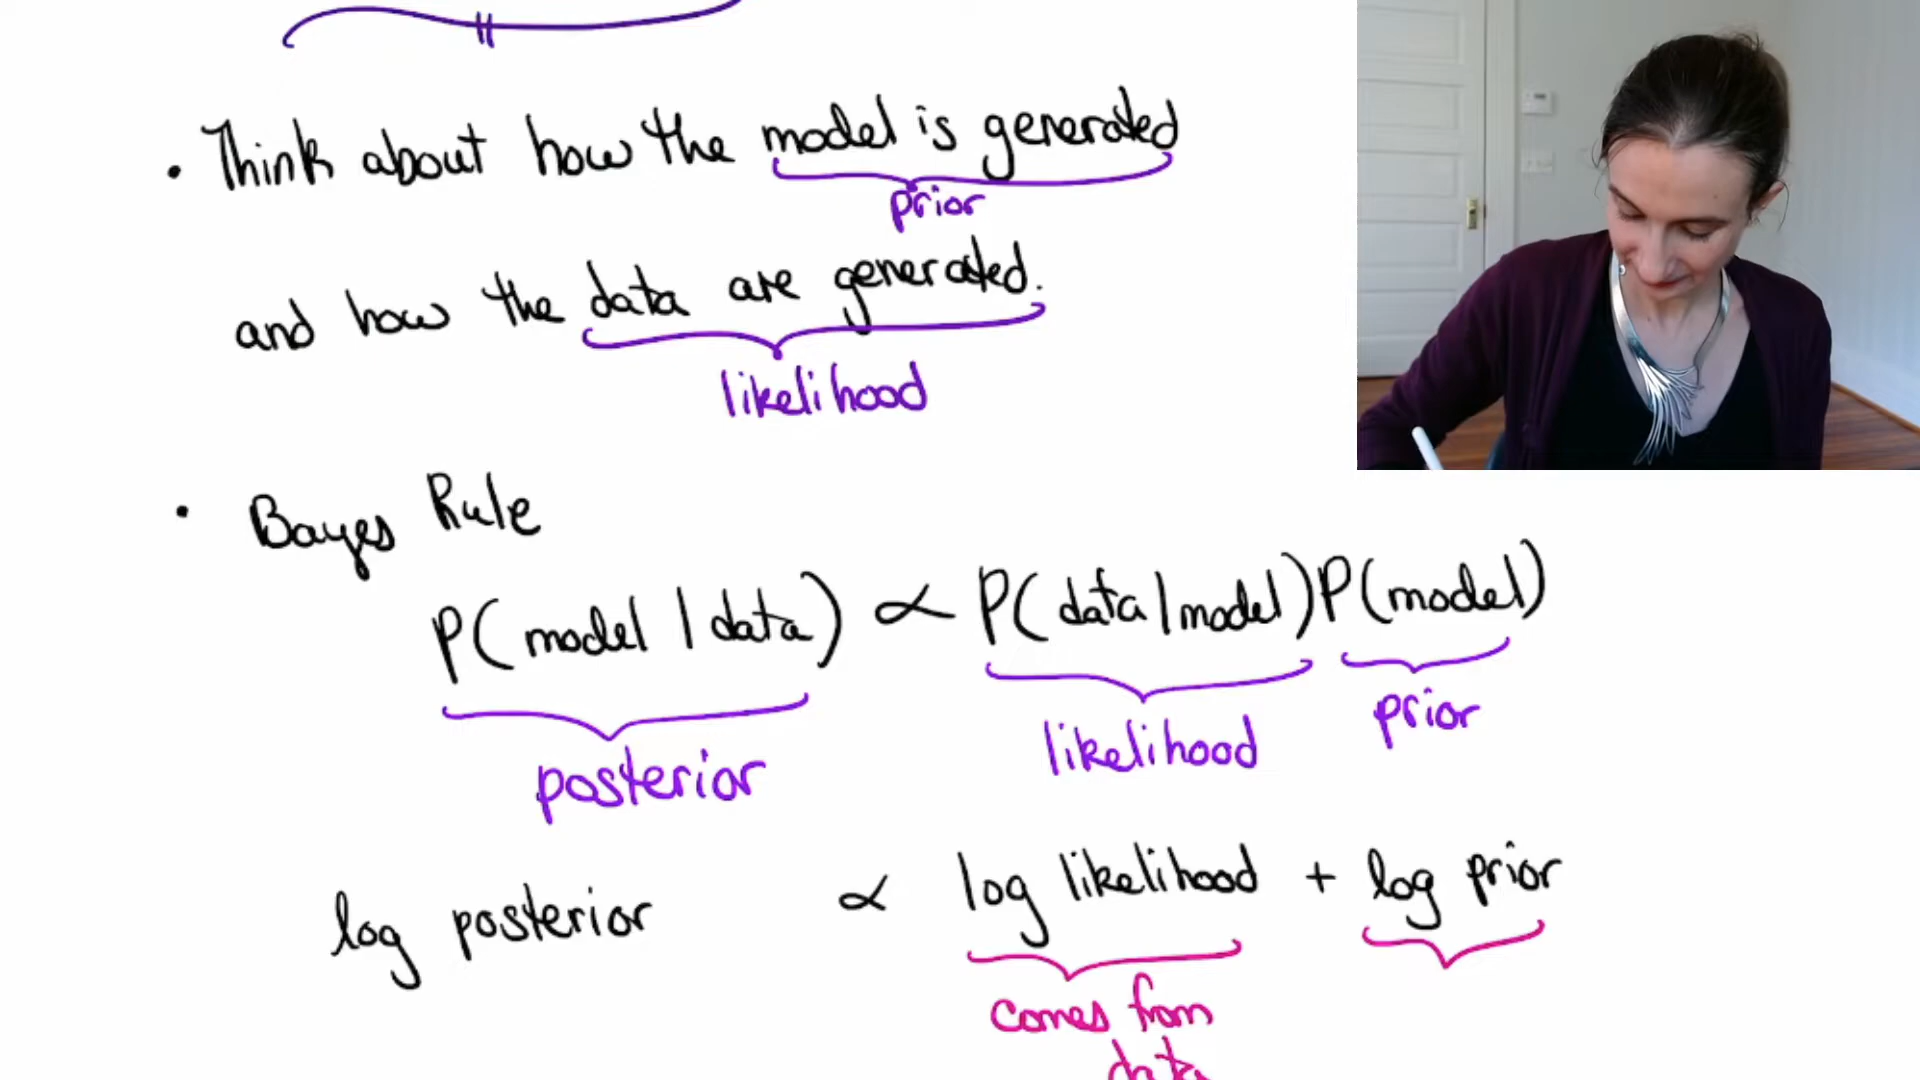 • Think about how the model is generated
prior
and how the data are generated.
likelihood
• Bayes Rule
P(model | data) ∝ P(data | model) P(model)
posterior
likelihood
prior
log posterior ∝ log likelihood + log prior
comes from
data